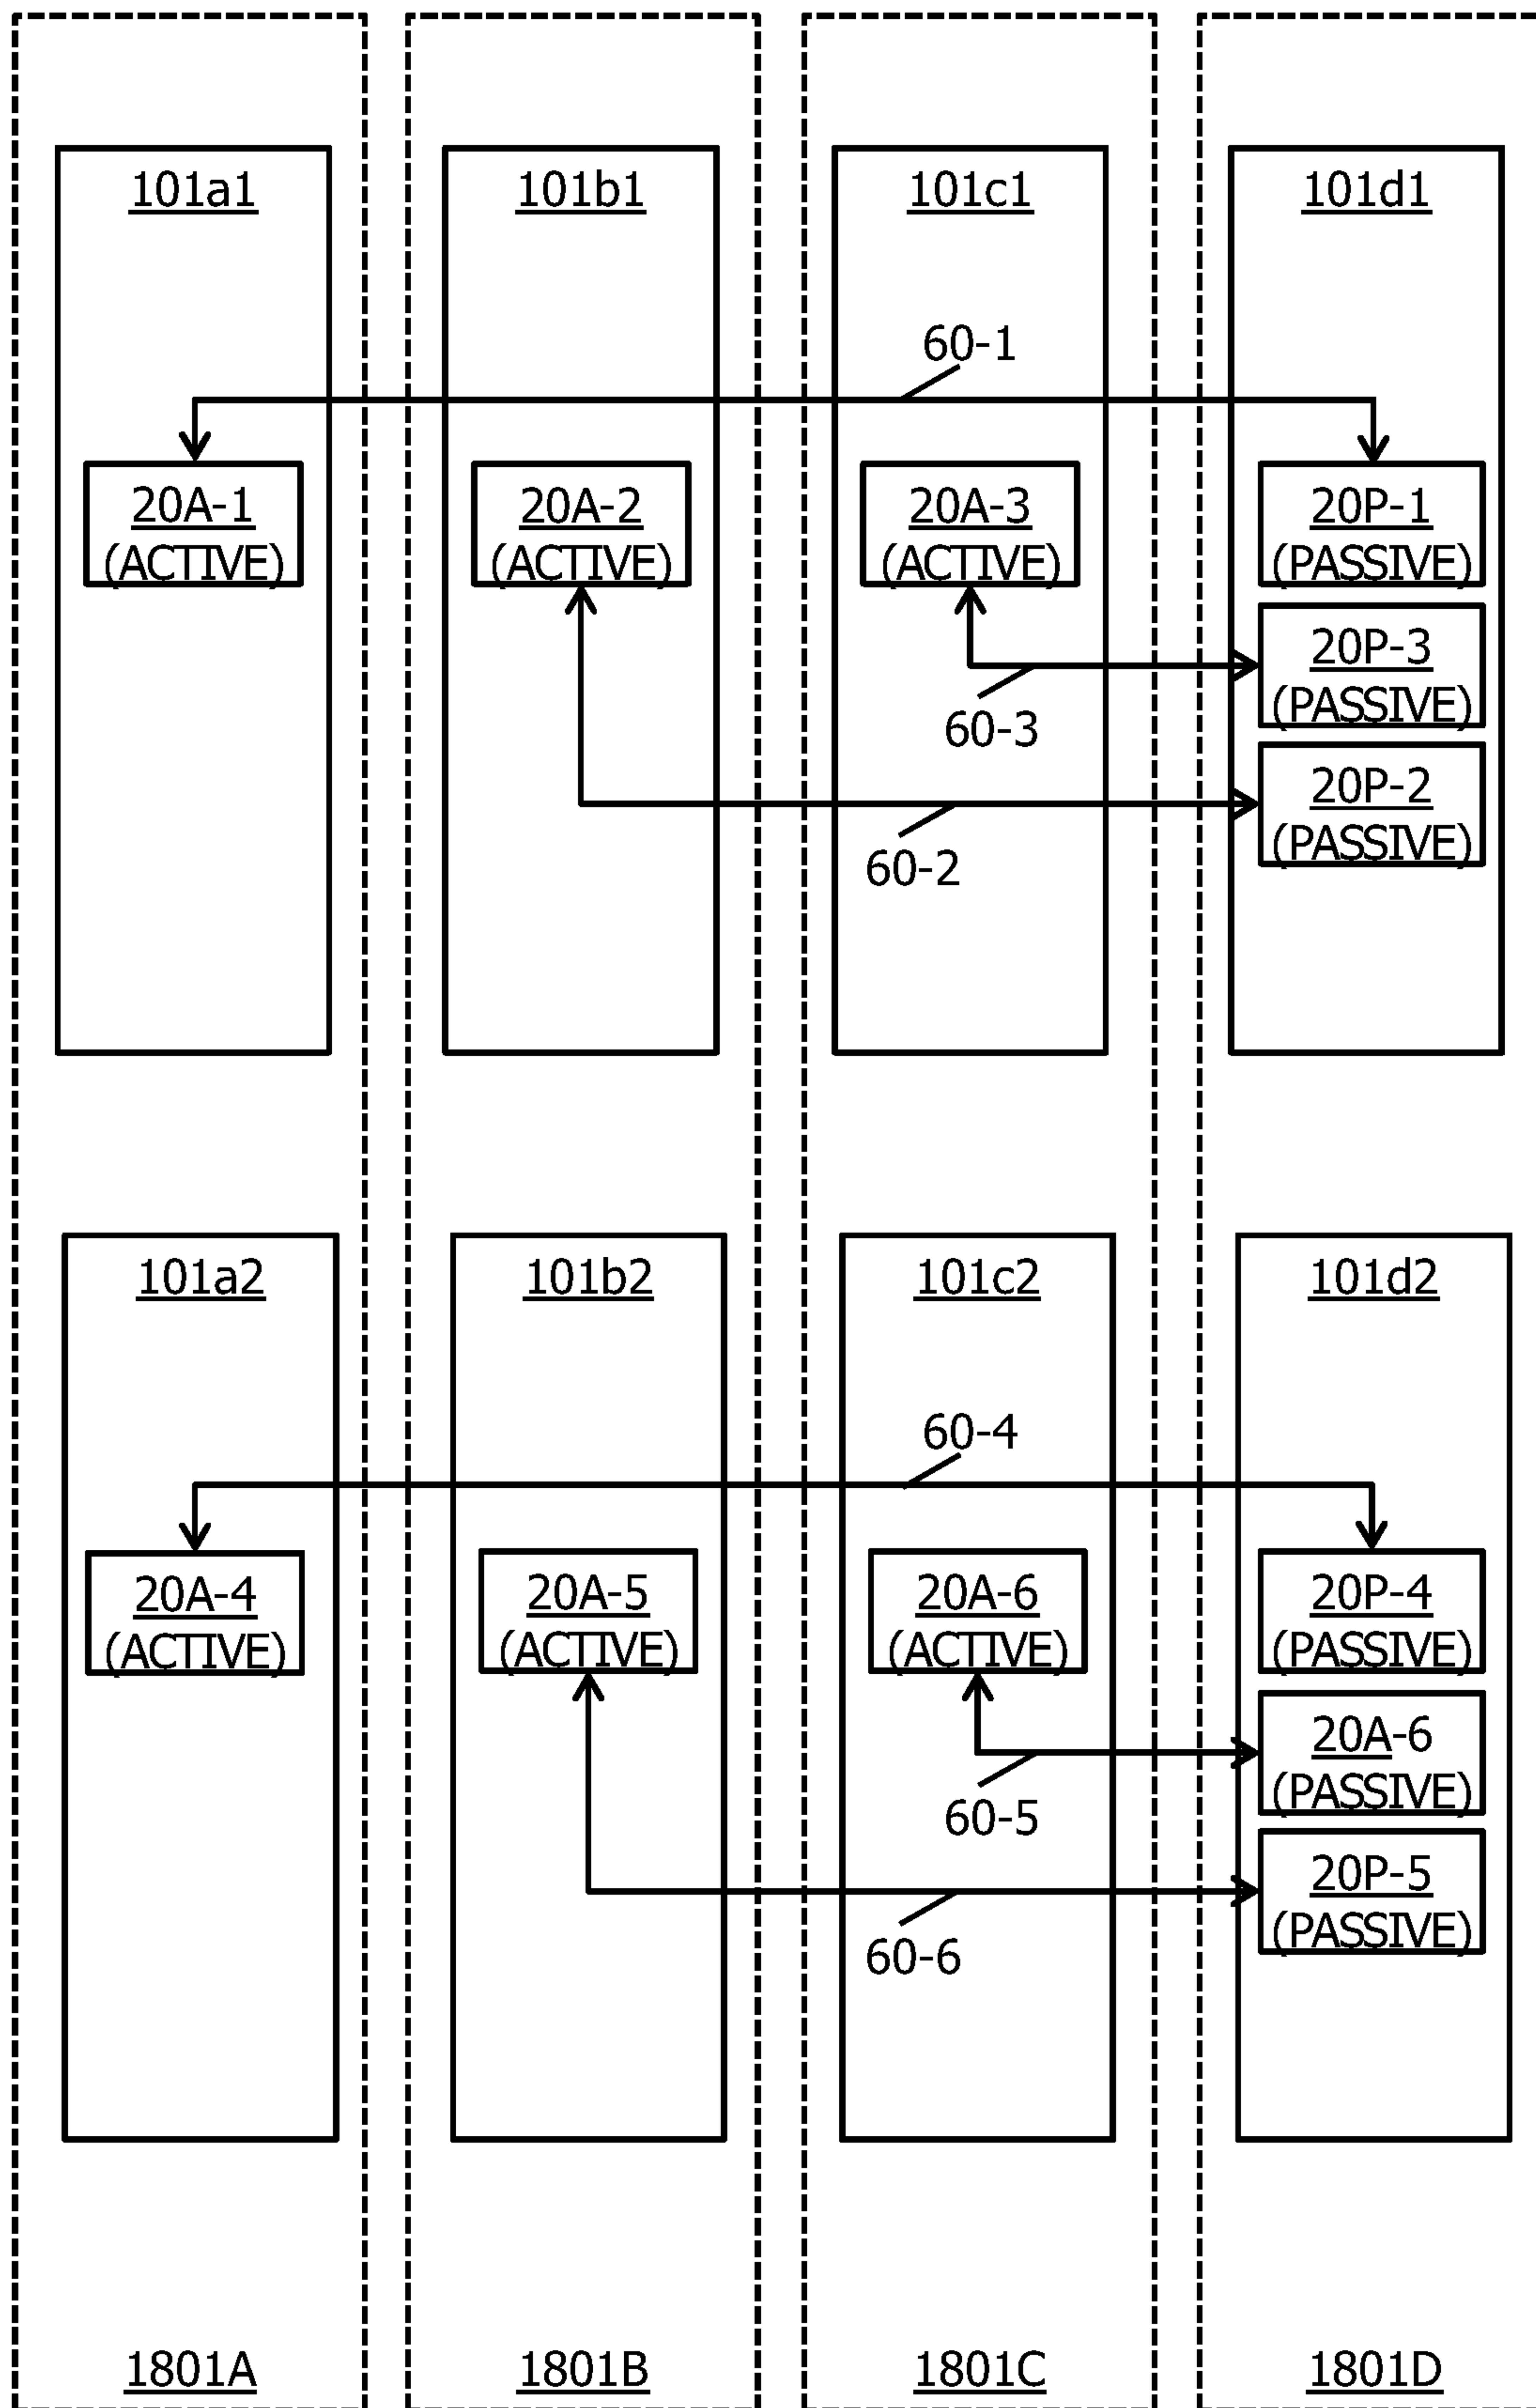 101a1
101b1
101c1
101d1
60-1
20A-1
(ACTIVE)
20A-2
(ACTIVE)
20A-3
(ACTIVE)
20P-1
(PASSIVE)
20P-3
(PASSIVE)
60-3
20P-2
(PASSIVE)
60-2
101a2
101b2
101c2
101d2
60-4
20A-4
(ACTIVE)
20A-5
(ACTIVE)
20A-6
(ACTIVE)
20P-4
(PASSIVE)
20A-6
(PASSIVE)
60-5
20P-5
(PASSIVE)
60-6
1801A
1801B
1801C
1801D